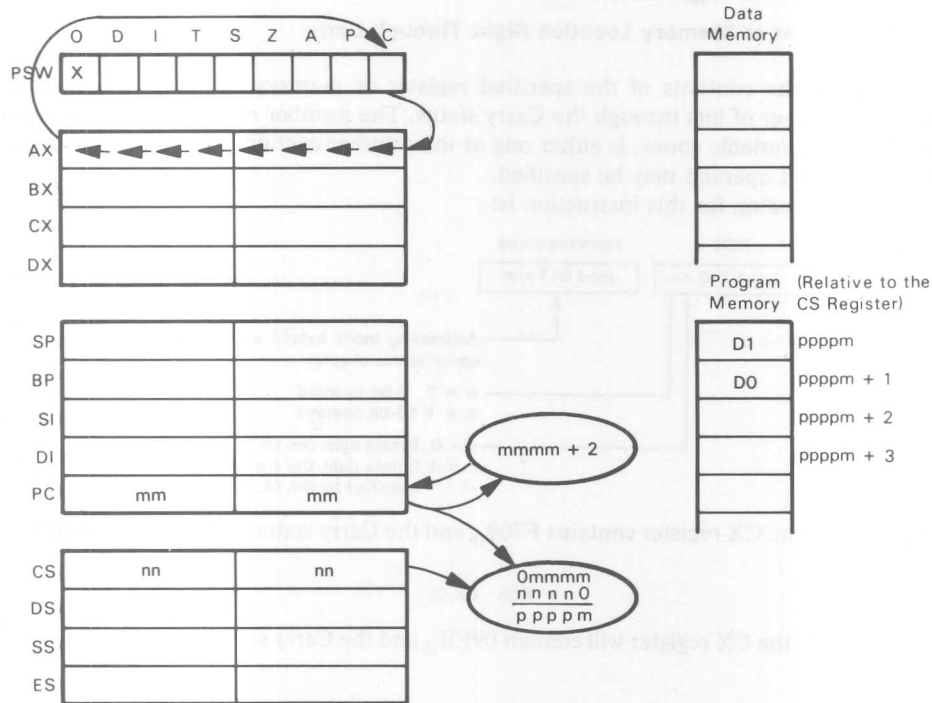 Data
Memory
O D I T S Z A P C
PSW X
AX
BX
CX
DX
Program (Relative to the
Memory CS Register)
SP D1 ppppm
BP D0 ppppm + 1
SI ppppm + 2
DI mmmm + 2 ppppm + 3
PC mm mm
CS nn nn
0mmmm
nnnn0
ppppm
DS
SS
ES